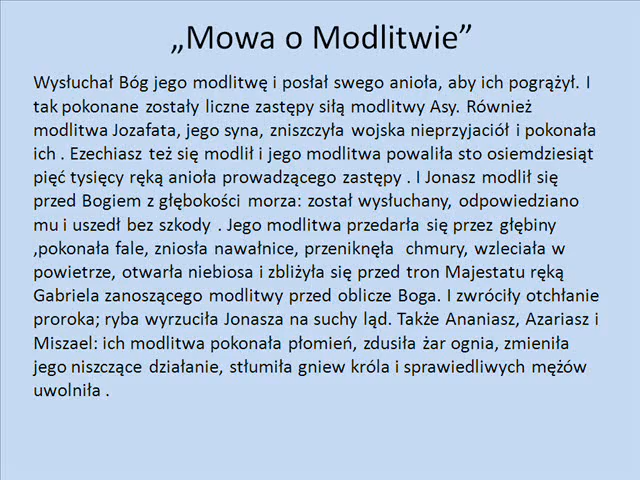 „Mowa o Modlitwie”
Wysłuchał Bóg jego modlitwę i posłał swego anioła, aby ich pogrążył. I
tak pokonane zostały liczne zastępy siłą modlitwy Asy. Również
modlitwa Jozafata, jego syna, zniszczyła wojska nieprzyjaciół i pokonała
ich . Ezechiasz też się modlił i jego modlitwa powaliła sto osiemdziesiąt
pięć tysięcy ręką anioła prowadzącego zastępy . I Jonasz modlił się
przed Bogiem z głębokości morza: został wysłuchany, odpowiedziano
mu i uszedł bez szkody . Jego modlitwa przedarła się przez głębiny
,pokonała fale, zniosła nawałnice, przeniknęła  chmury, wzleciała w
powietrze, otwarła niebiosa i zbliżyła się przed tron Majestatu ręką
Gabriela zanoszącego modlitwy przed oblicze Boga. I zwróciły otchłanie
proroka; ryba wyrzuciła Jonasza na suchy ląd. Także Ananiasz, Azariasz i
Miszael: ich modlitwa pokonała płomień, zdusiła żar ognia, zmieniła
jego niszczące działanie, stłumiła gniew króla i sprawiedliwych mężów
uwolniła .